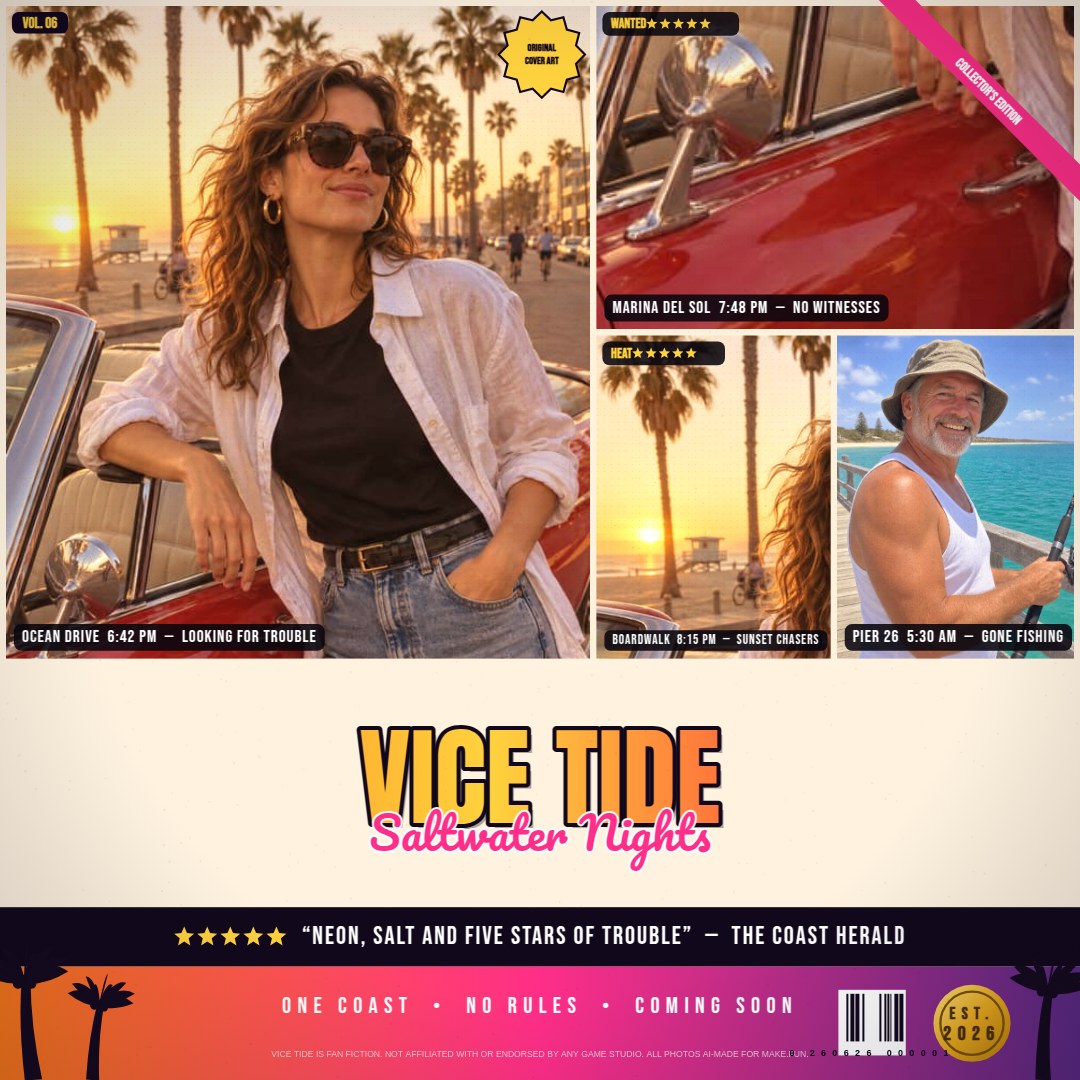 VOL. 06
ORIGINAL
COVER ART
WANTED★★★★★
COLLECTOR'S EDITION
MARINA DEL SOL 7:48 PM — NO WITNESSES
HEAT★★★★★
OCEAN DRIVE 6:42 PM — LOOKING FOR TROUBLE
BOARDWALK 8:15 PM — SUNSET CHASERS
PIER 26 5:30 AM — GONE FISHING
VICE TIDE
Saltwater Nights
★★★★★ “NEON, SALT AND FIVE STARS OF TROUBLE” — THE COAST HERALD
ONE COAST • NO RULES • COMING SOON
EST.
2026
VICE TIDE IS FAN FICTION. NOT AFFILIATED WITH OR ENDORSED BY ANY GAME STUDIO. ALL PHOTOS AI-MADE FOR MAKE.FUN.
260626 000001